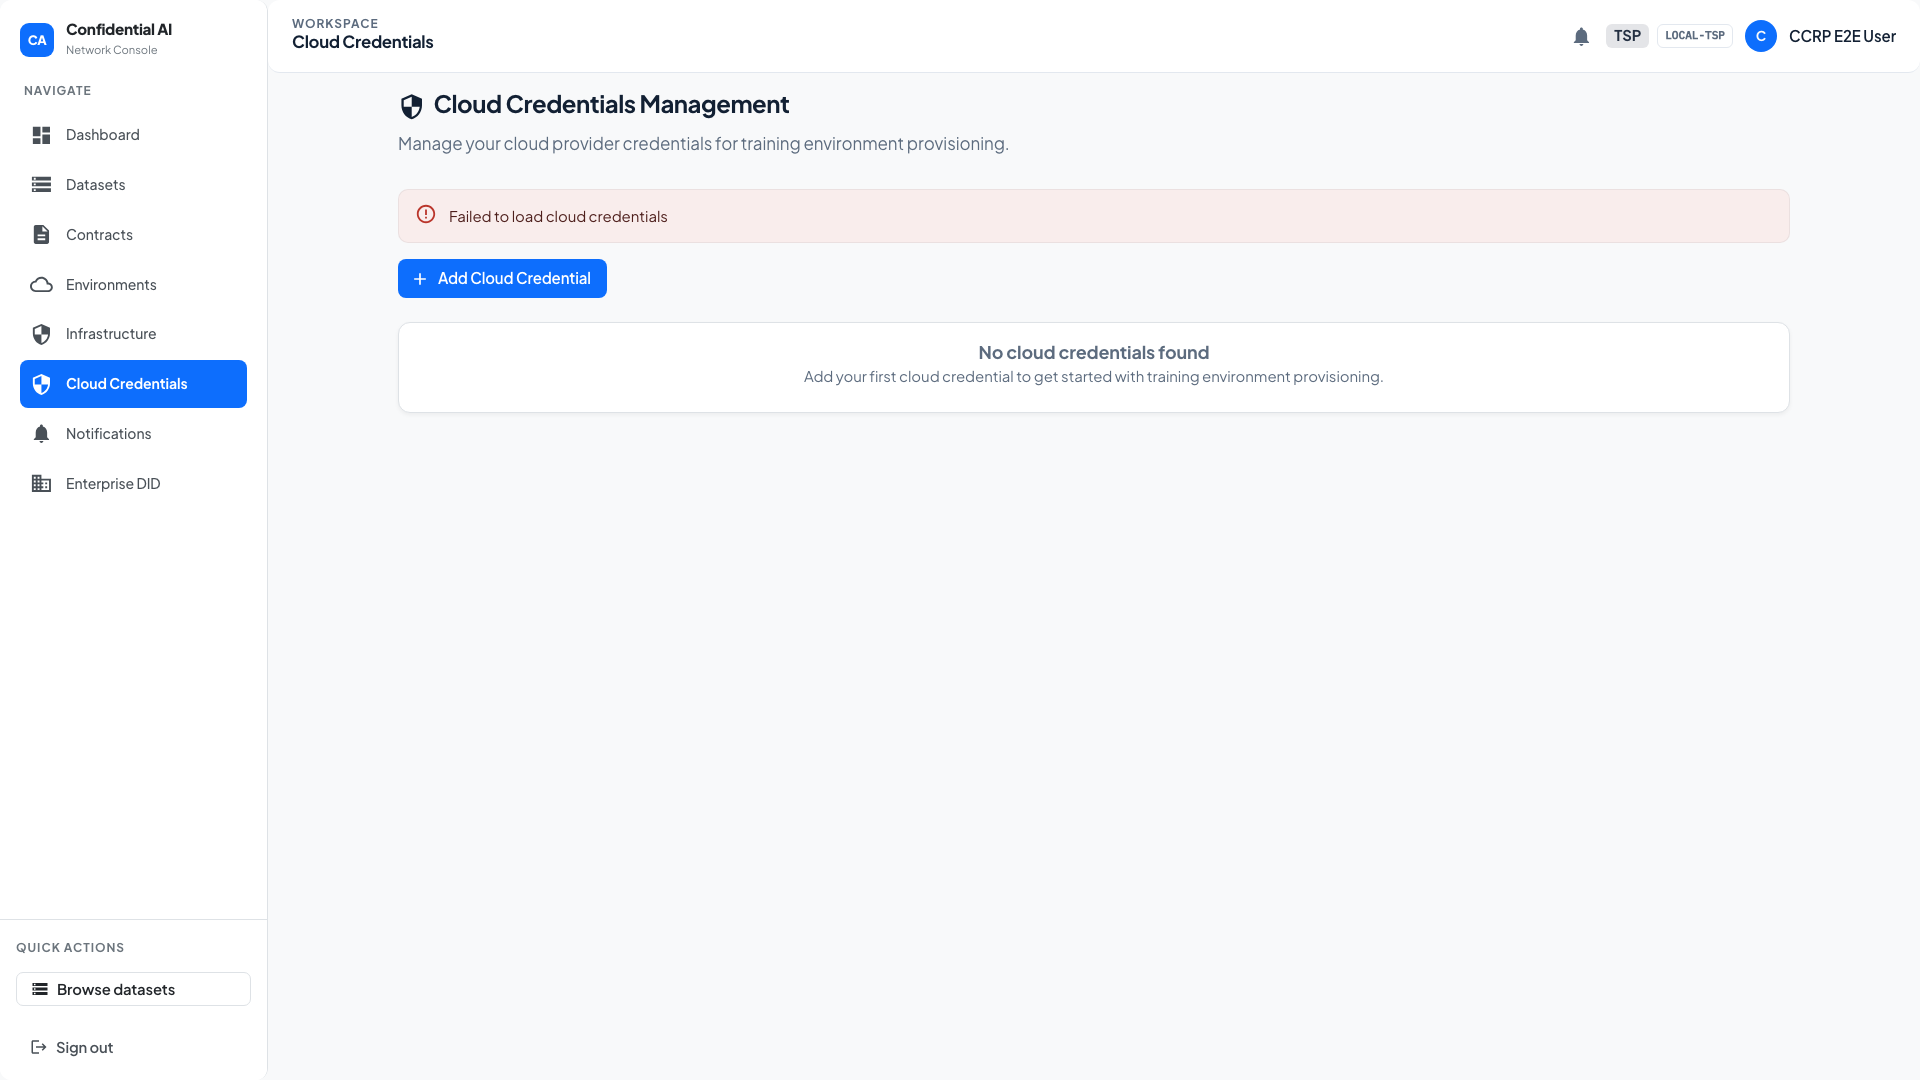 CA
Confidential AI
Network Console
NAVIGATE
Dashboard
Datasets
Contracts
Environments
Infrastructure
Cloud Credentials
Notifications
Enterprise DID
QUICK ACTIONS
Browse datasets
Sign out
WORKSPACE
Cloud Credentials
TSP
LOCAL-TSP
C
CCRP E2E User
Cloud Credentials Management
Manage your cloud provider credentials for training environment provisioning.
Failed to load cloud credentials
Add Cloud Credential
No cloud credentials found
Add your first cloud credential to get started with training environment provisioning.